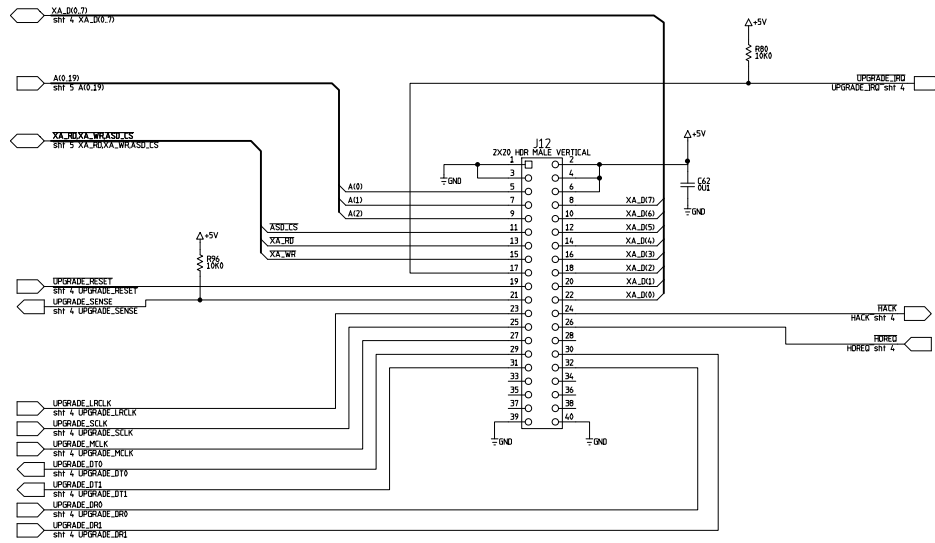 XA_D(0..7)
sht 4 XA_D(0..7)
A(0..19)
sht 5 A(0..19)
XA_RD,XA_WR,ASD_CS
sht 5 XA_RD,XA_WR,ASD_CS
+5V
R80
10K0
UPGRADE_IRQ
UPGRADE_IRQ sht 4
J12
2X20 HDR MALE VERTICAL
+5V
C62
0U1
GND
GND
1 2
3 4
5 6
7 8
9 10
11 12
13 14
15 16
17 18
19 20
21 22
23 24
25 26
27 28
29 30
31 32
33 34
35 36
37 38
39 40
A(0)
A(1)
A(2)
ASD_CS
XA_RD
XA_WR
XA_D(7)
XA_D(6)
XA_D(5)
XA_D(4)
XA_D(3)
XA_D(2)
XA_D(1)
XA_D(0)
+5V
R96
10K0
UPGRADE_RESET
sht 4 UPGRADE_RESET
UPGRADE_SENSE
sht 4 UPGRADE_SENSE
HACK
HACK sht 4
HDREQ
HDREQ sht 4
UPGRADE_LRCLK
sht 4 UPGRADE_LRCLK
UPGRADE_SCLK
sht 4 UPGRADE_SCLK
UPGRADE_MCLK
sht 4 UPGRADE_MCLK
UPGRADE_DT0
sht 4 UPGRADE_DT0
UPGRADE_DT1
sht 4 UPGRADE_DT1
UPGRADE_DR0
sht 4 UPGRADE_DR0
UPGRADE_DR1
sht 4 UPGRADE_DR1
GND
GND